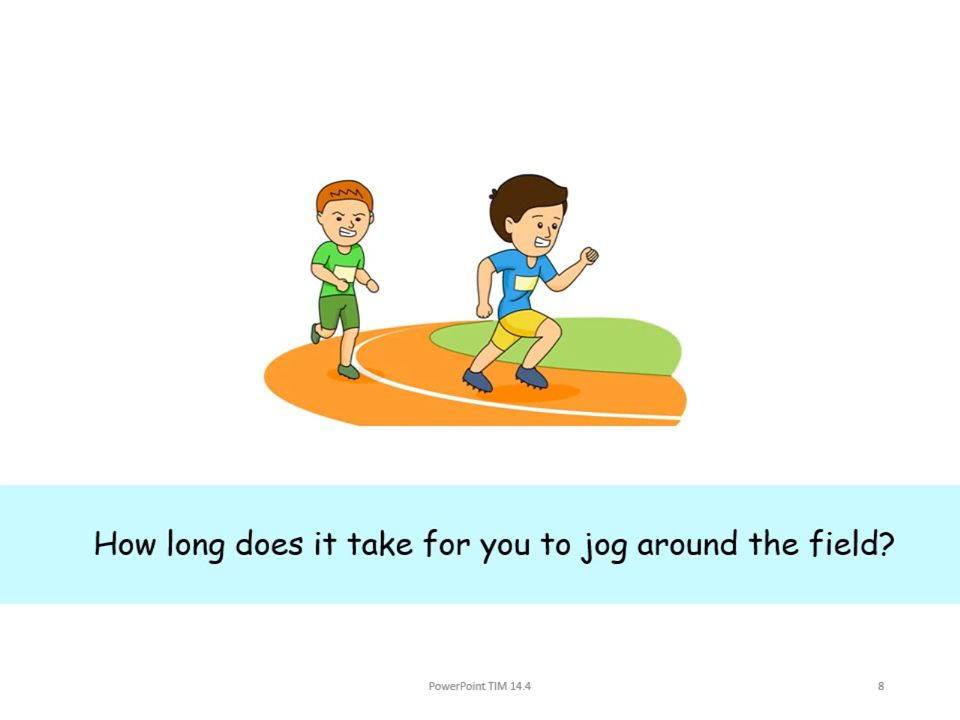 How long does it take for you to jog around the field?
PowerPoint TIM 14.4
8